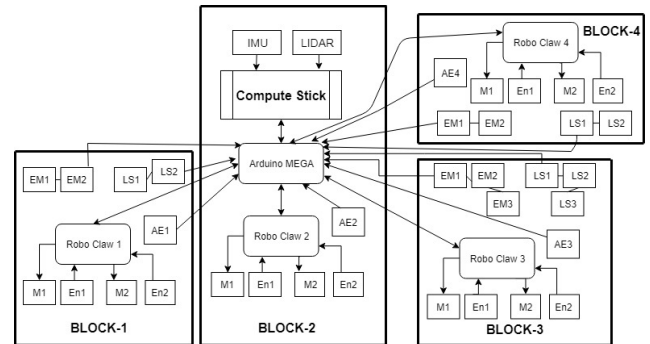 IMU LIDAR
Compute Stick
Arduino MEGA
AE2
Robo Claw 2
M1 En1 M2 En2
BLOCK-2
EM1 EM2 LS1 LS2
AE1
Robo Claw 1
M1 En1 M2 En2
BLOCK-1
BLOCK-4
Robo Claw 4
AE4
M1 En1 M2 En2
EM1 EM2 LS1 LS2
EM1 EM2 LS1 LS2
EM3 LS3
AE3
Robo Claw 3
M1 En1 M2 En2
BLOCK-3